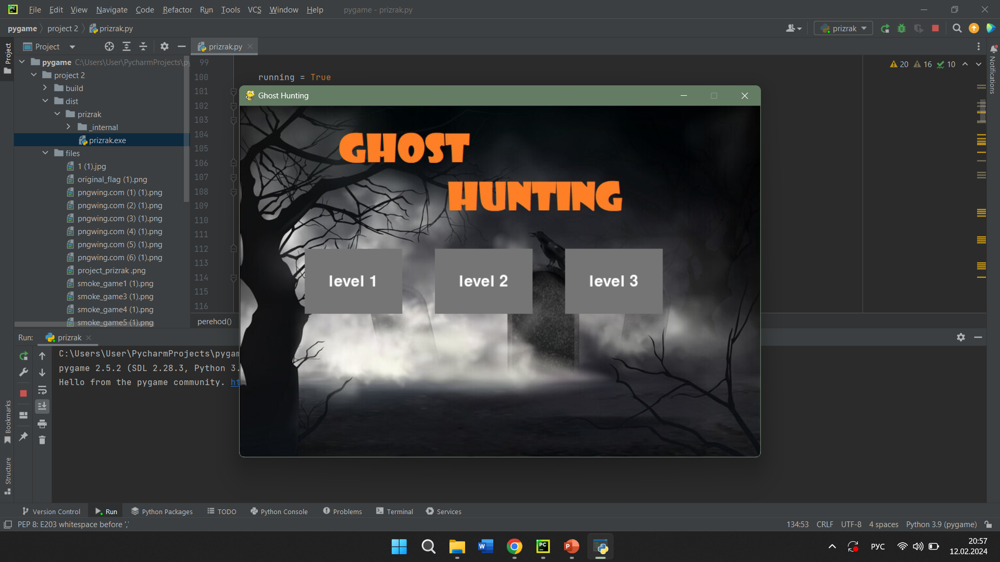 PC File Edit View Navigate Code Refactor Run Tools VCS Window Help pygame - prizrak.py
pygame project 2 prizrak.py prizrak
Project prizrak.py
pygame C:\Users\User\PycharmProjects\py
project 2
build
dist
prizrak
_internal
prizrak.exe
files
1 (1).jpg
original_flag (1).png
pngwing.com (1) (1).png
pngwing.com (2) (1).png
pngwing.com (3) (1).png
pngwing.com (4) (1).png
pngwing.com (5) (1).png
pngwing.com (6) (1).png
project_prizrak .png
smoke_game1 (1).png
smoke_game3 (1).png
smoke_game4 (1).png
smoke_game5 (1).png
Project
Bookmarks
Structure
99
100 running = True
101
102
103
104
105
106
107
108
109
110
111
112
113
114
115
116
perehod()
20 16 10
Notifications
Ghost Hunting
GHOST
HUNTING
level 1 level 2 level 3
Run: prizrak
C:\Users\User\PycharmProjects\pygam
pygame 2.5.2 (SDL 2.28.3, Python 3.
Hello from the pygame community. ht
Version Control Run Python Packages TODO Python Console Problems Terminal Services
PEP 8: E203 whitespace before ',' 134:53 CRLF UTF-8 4 spaces Python 3.9 (pygame)
W PC P РУС 20:57
12.02.2024